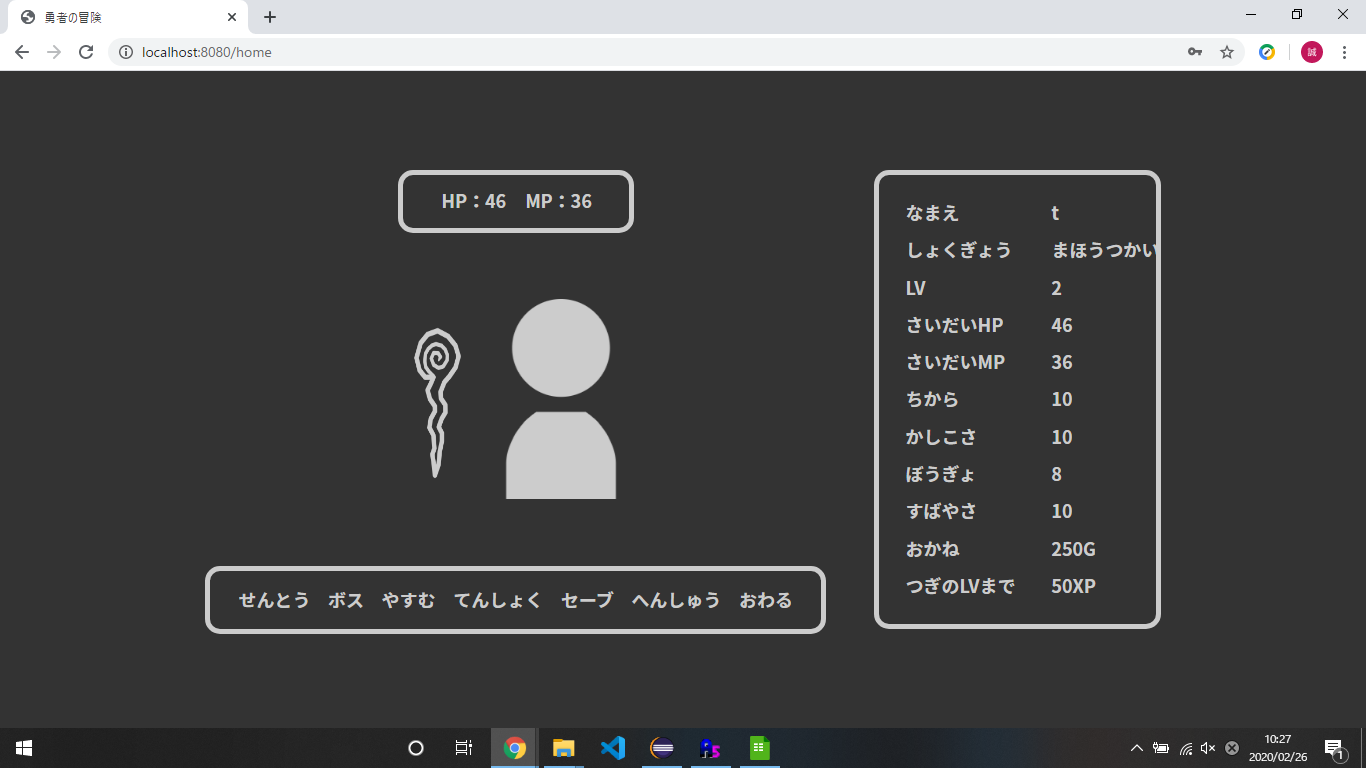 勇者の冒険
localhost:8080/home
誠
HP：46　MP：36
なまえ　t
しょくぎょう　まほうつかい
LV　2
さいだいHP　46
さいだいMP　36
ちから　10
かしこさ　10
ぼうぎょ　8
すばやさ　10
おかね　250G
つぎのLVまで　50XP
せんとう　ボス　やすむ　てんしょく　セーブ　へんしゅう　おわる
10:27
2020/02/26
1